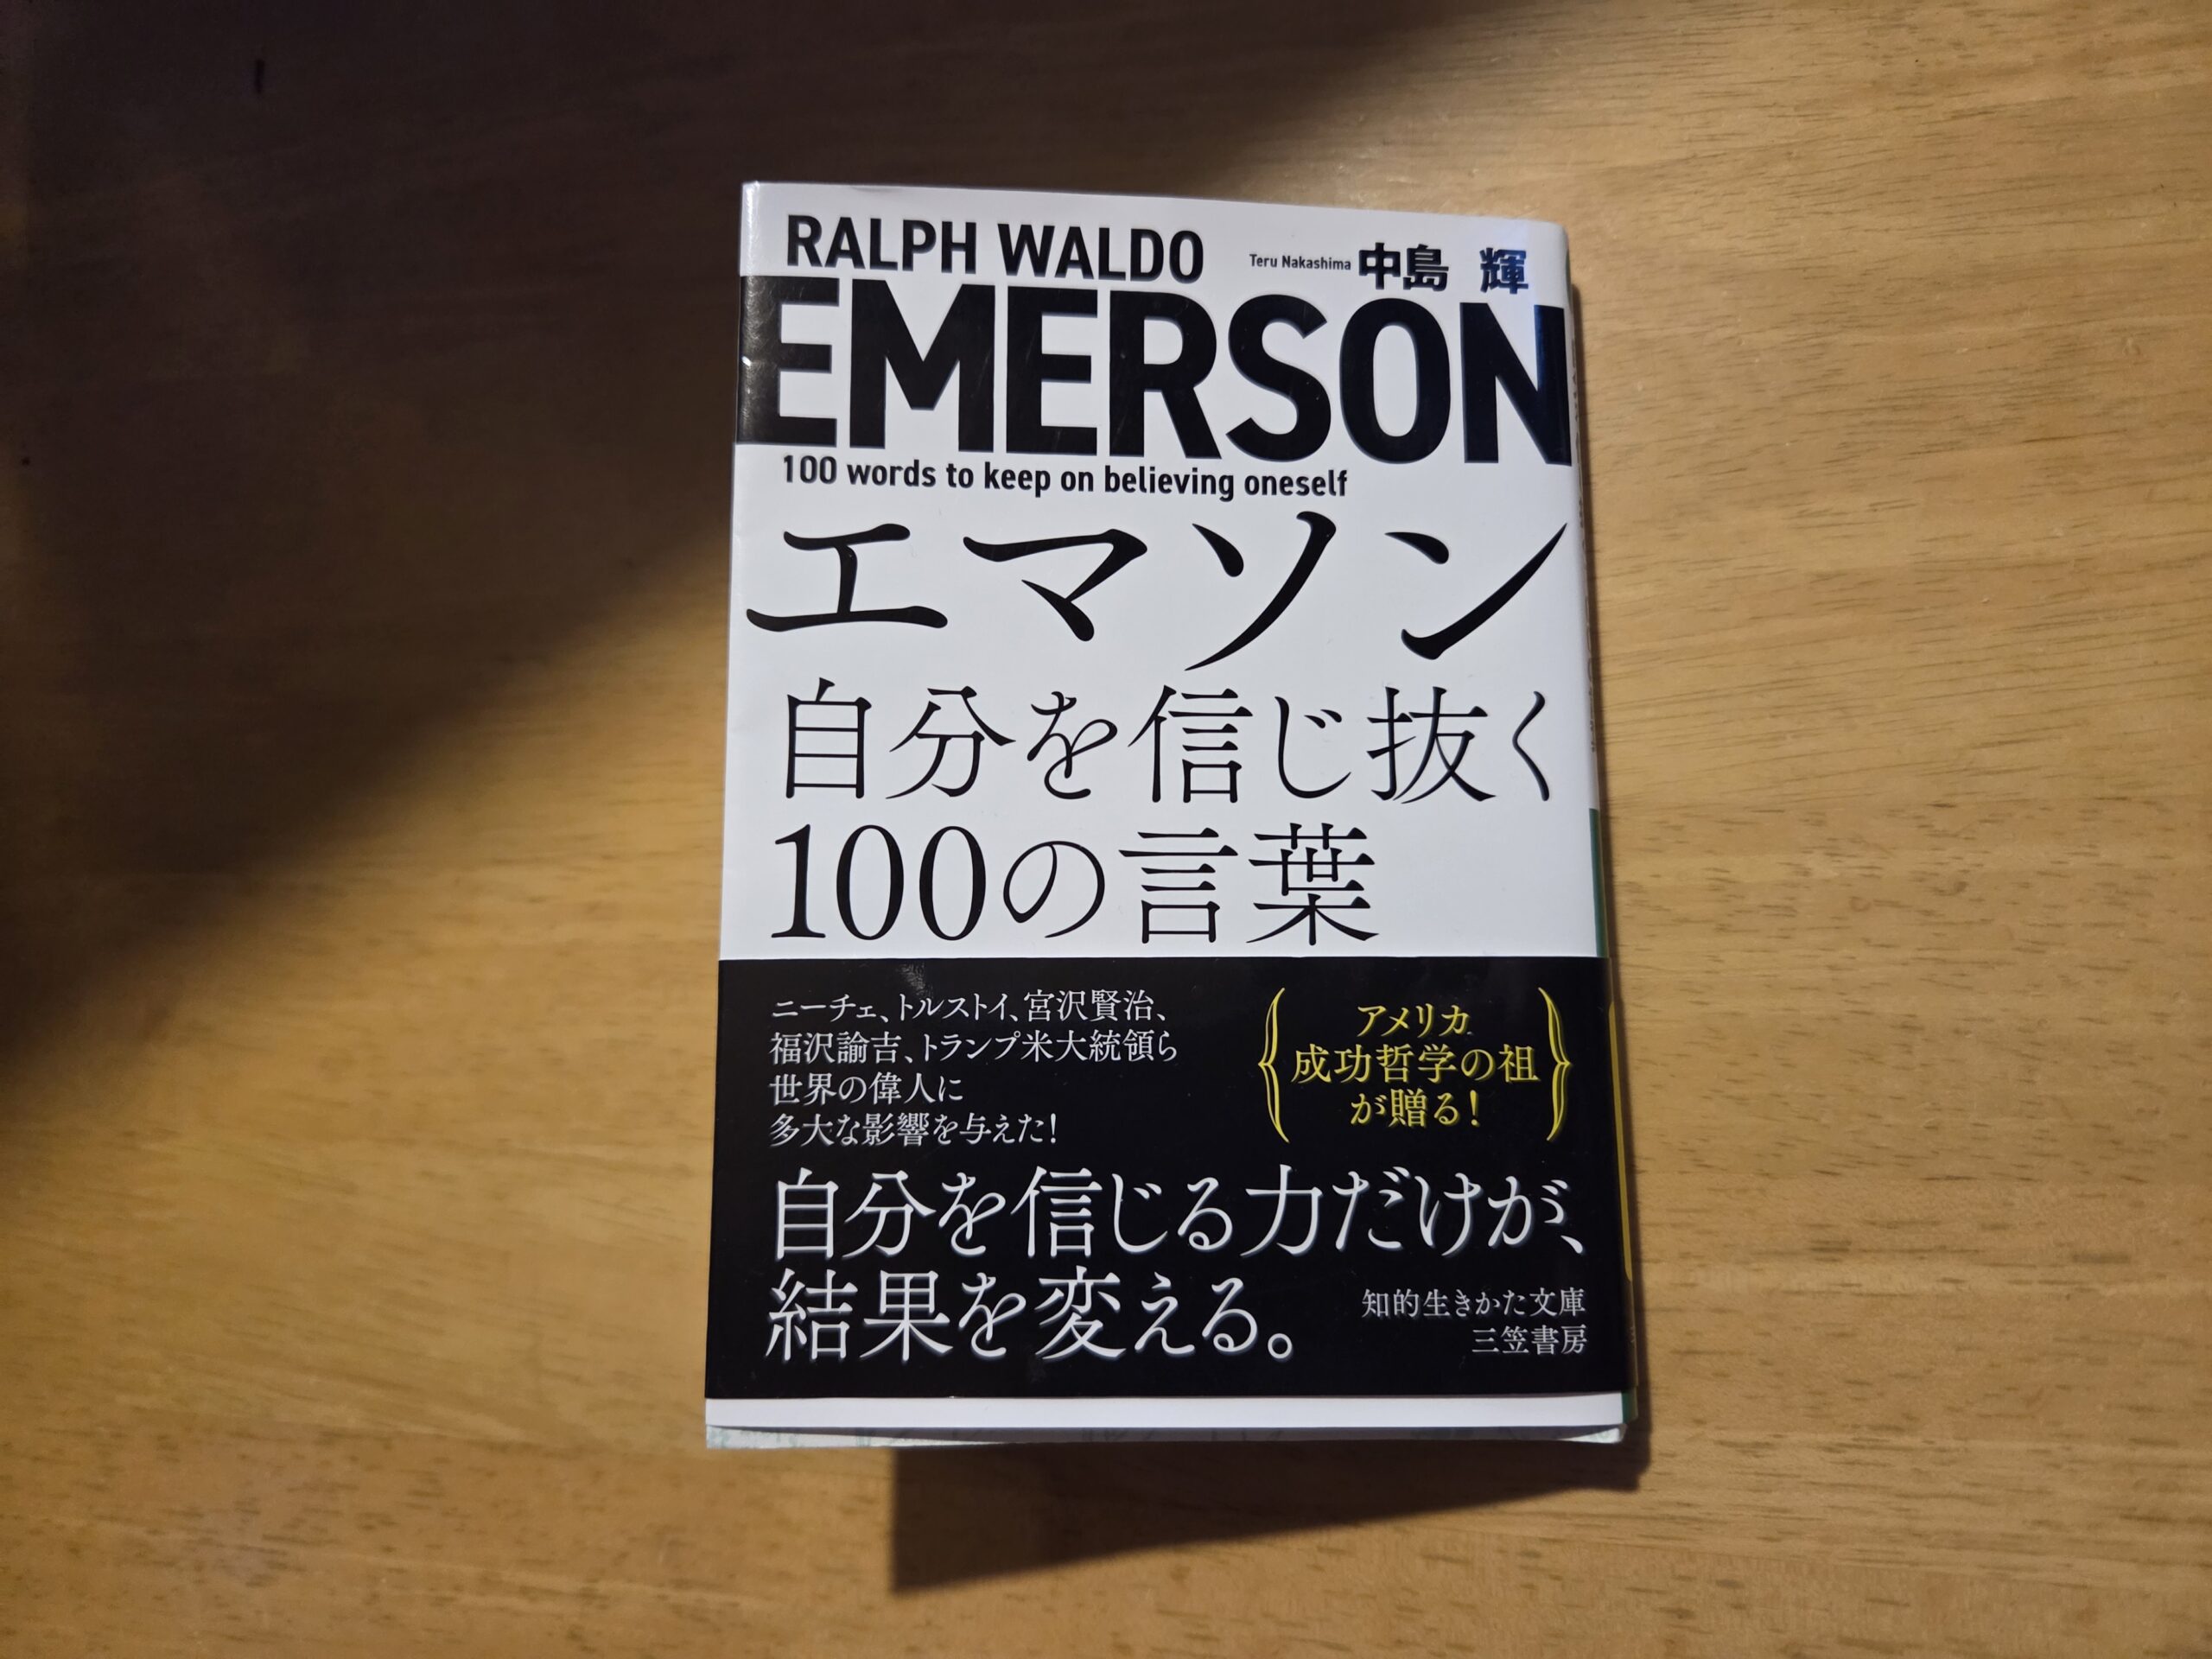 RALPH WALDO
Teru Nakashima 中島 輝
EMERSON
100 words to keep on believing oneself
エマソン
自分を信じ抜く
100の言葉
ニーチェ、トルストイ、宮沢賢治、
福沢諭吉、トランプ米大統領ら
世界の偉人に
多大な影響を与えた!
アメリカ
成功哲学の祖
が贈る!
自分を信じる力だけが、
結果を変える。
知的生きかた文庫
三笠書房